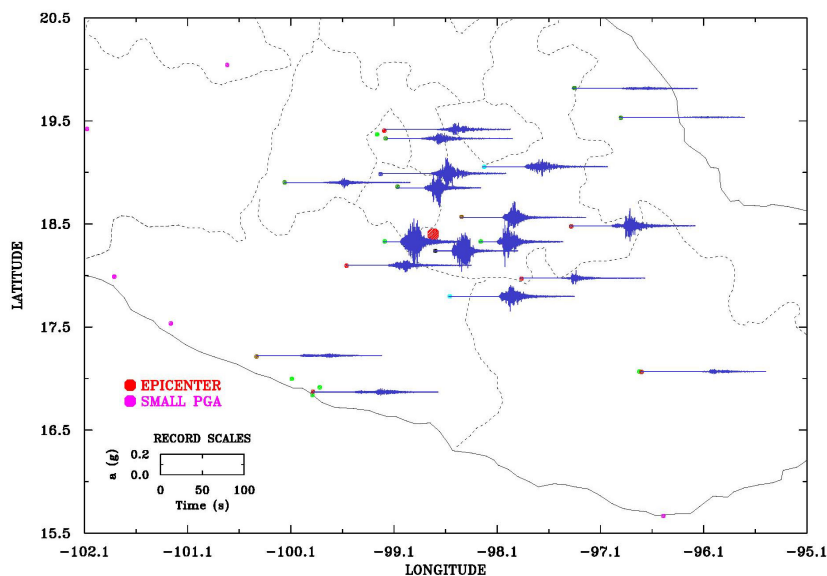 20.5
19.5
18.5
17.5
16.5
15.5
LATITUDE
EPICENTER
SMALL PGA
RECORD SCALES
a (g)
0.2
0.0
0 50 100
Time (s)
-102.1 -101.1 -100.1 -99.1 -98.1 -97.1 -96.1 -95.1
LONGITUDE